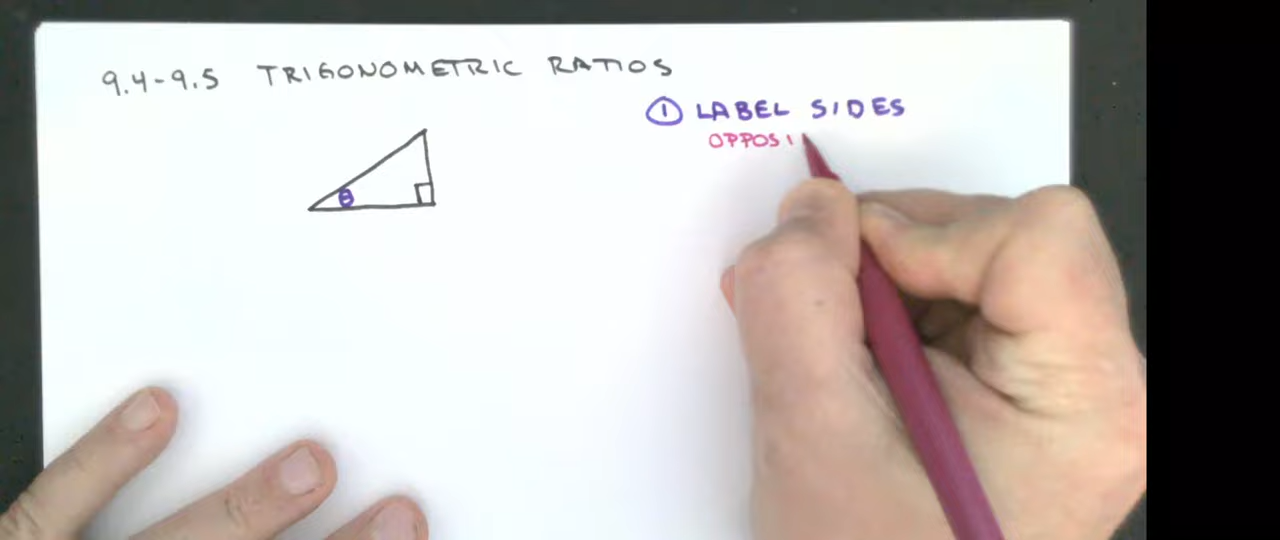 9.4-9.5 TRIGONOMETRIC RATIOS
① LABEL SIDES
OPPOSI
θ